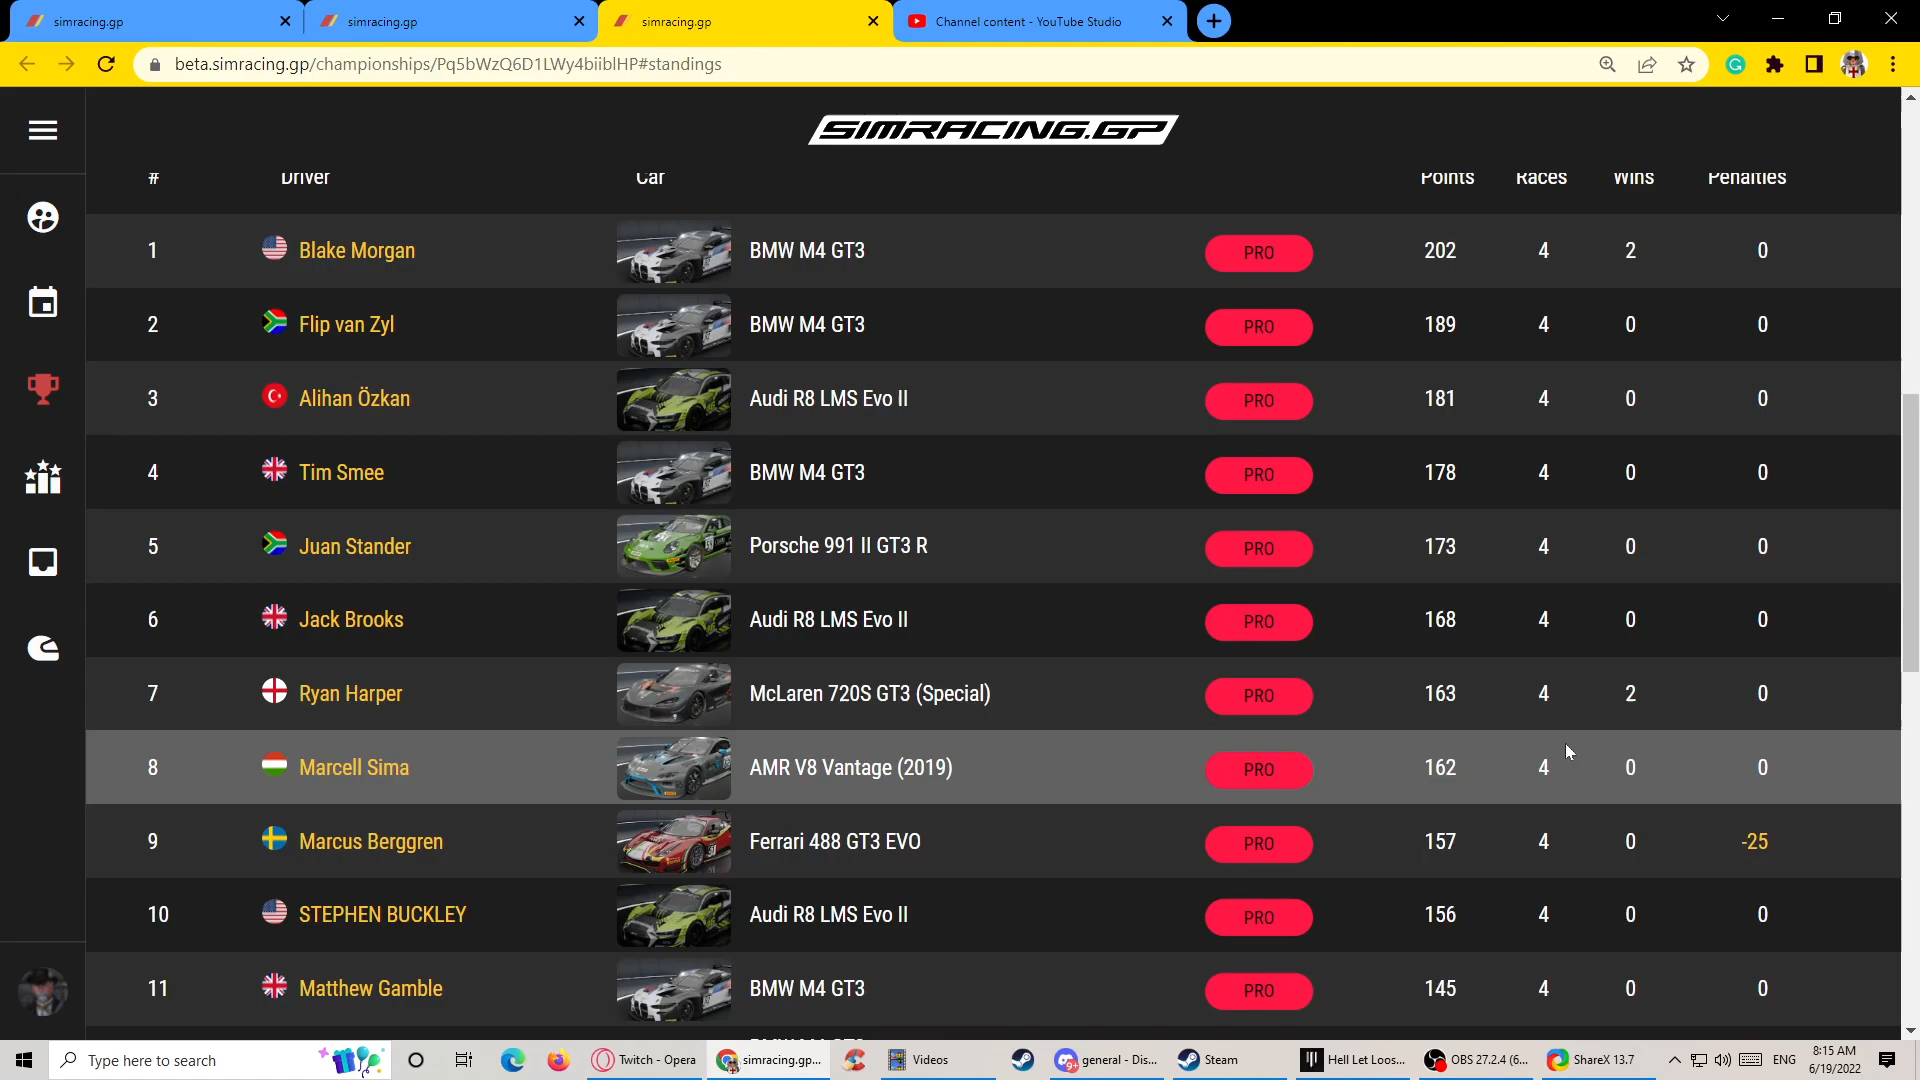 simracing.gp
simracing.gp
simracing.gp
Channel content - YouTube Studio
beta.simracing.gp/championships/Pq5bWzQ6D1LWy4biiblHP#standings
SIMRACING.GP
# Driver Car Points Races Wins Penalties
1 Blake Morgan BMW M4 GT3 PRO 202 4 2 0
2 Flip van Zyl BMW M4 GT3 PRO 189 4 0 0
3 Alihan Özkan Audi R8 LMS Evo II PRO 181 4 0 0
4 Tim Smee BMW M4 GT3 PRO 178 4 0 0
5 Juan Stander Porsche 991 II GT3 R PRO 173 4 0 0
6 Jack Brooks Audi R8 LMS Evo II PRO 168 4 0 0
7 Ryan Harper McLaren 720S GT3 (Special) PRO 163 4 2 0
8 Marcell Sima AMR V8 Vantage (2019) PRO 162 4 0 0
9 Marcus Berggren Ferrari 488 GT3 EVO PRO 157 4 0 -25
10 STEPHEN BUCKLEY Audi R8 LMS Evo II PRO 156 4 0 0
11 Matthew Gamble BMW M4 GT3 PRO 145 4 0 0
Type here to search
Twitch - Opera
simracing.gp...
Videos
9+
general - Dis...
Steam
Hell Let Loos...
OBS 27.2.4 (6...
ShareX 13.7
ENG
8:15 AM
6/19/2022